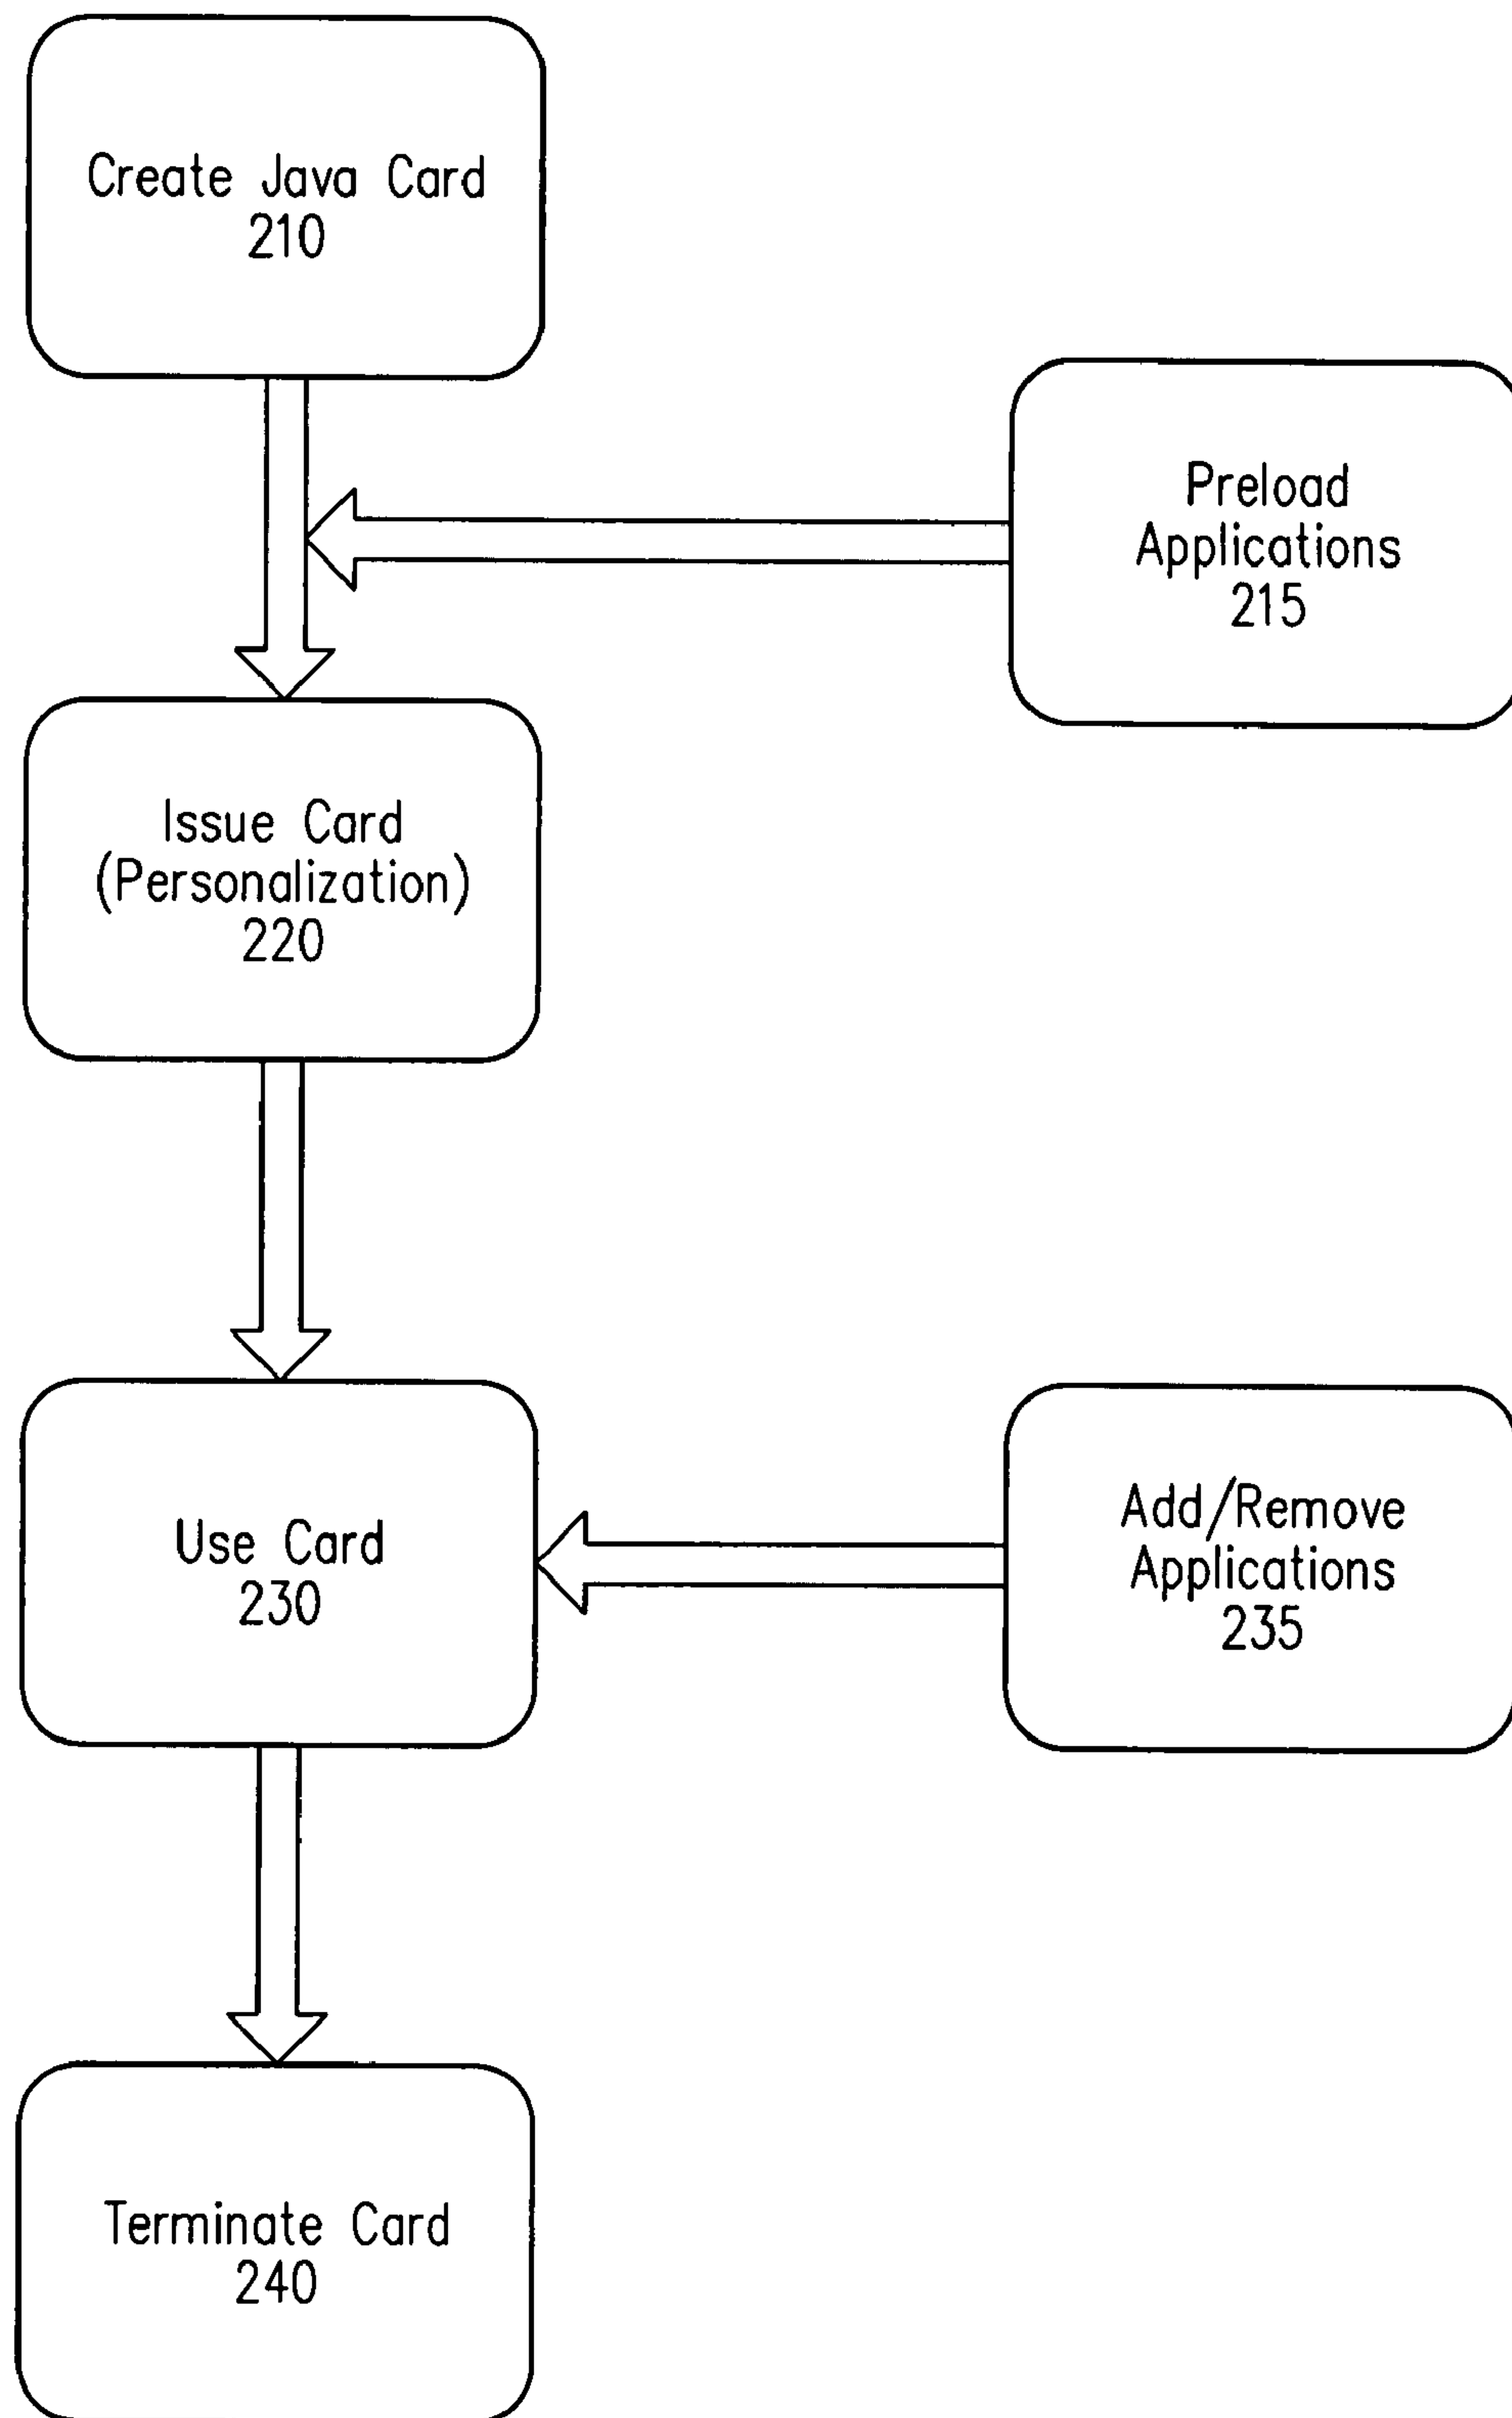 Create Java Card
210
Preload
Applications
215
Issue Card
(Personalization)
220
Use Card
230
Add/Remove
Applications
235
Terminate Card
240